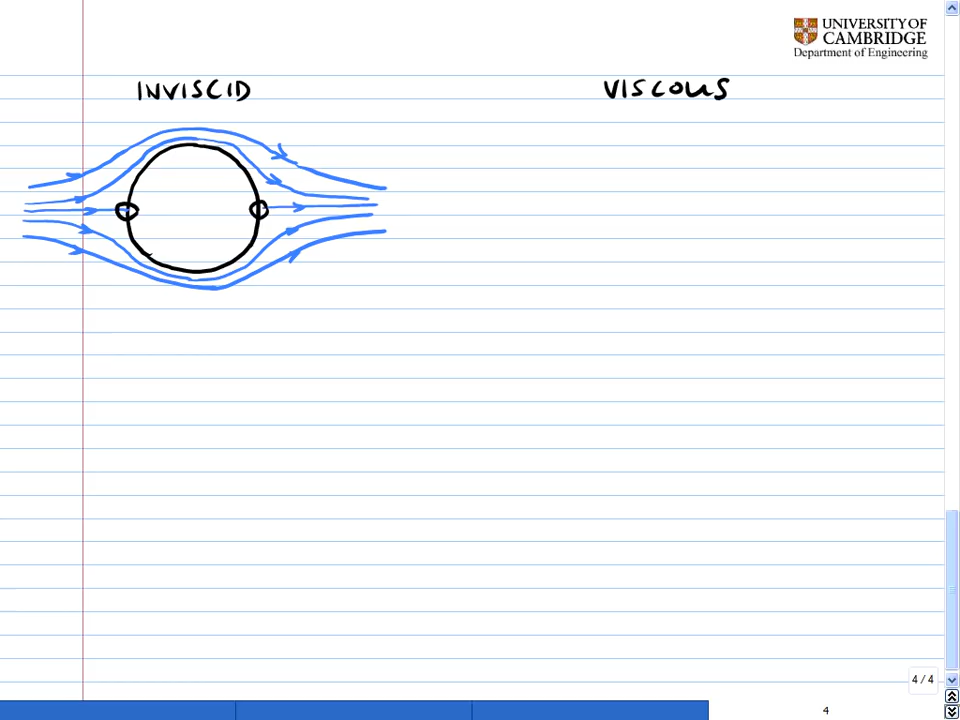 UNIVERSITY OF
CAMBRIDGE
Department of Engineering
INVISCID
VISCOUS
4 / 4
4